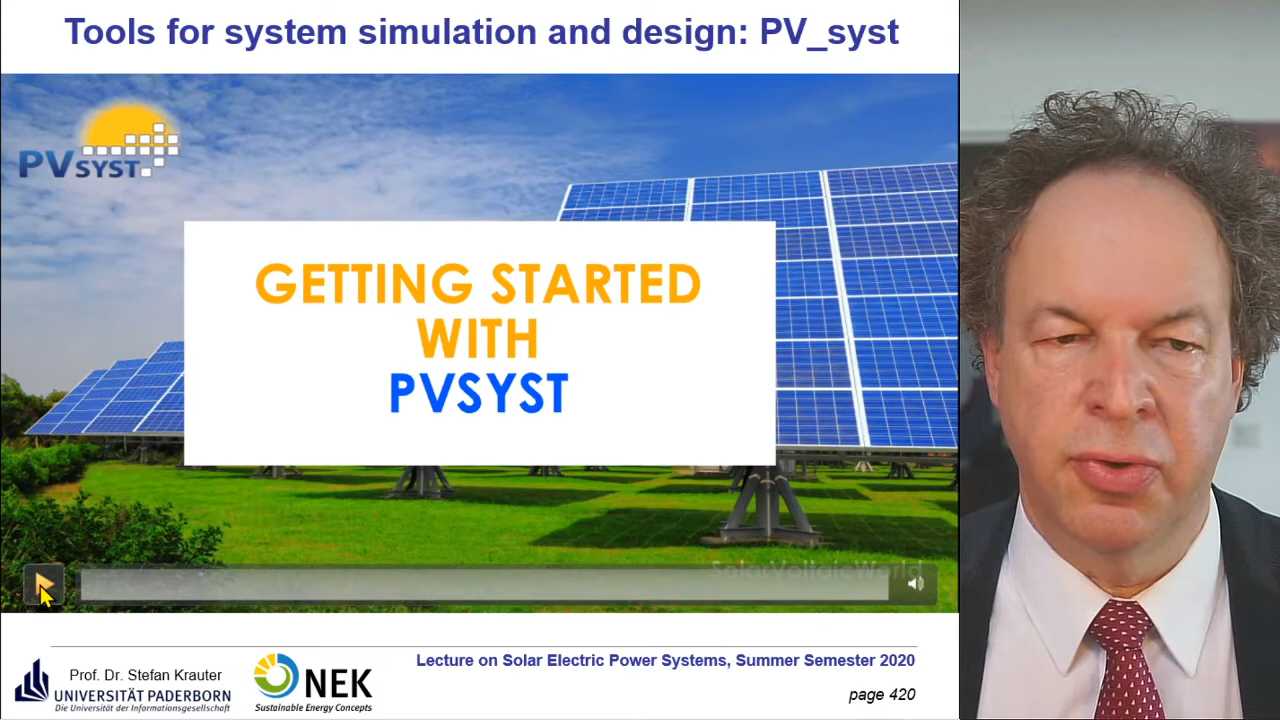 Tools for system simulation and design: PV_syst
PVSYST
GETTING STARTED
WITH
PVSYST
SolarVoltaicWorld
Prof. Dr. Stefan Krauter
UNIVERSITÄT PADERBORN
Die Universität der Informationsgesellschaft
NEK
Sustainable Energy Concepts
Lecture on Solar Electric Power Systems, Summer Semester 2020
page 420